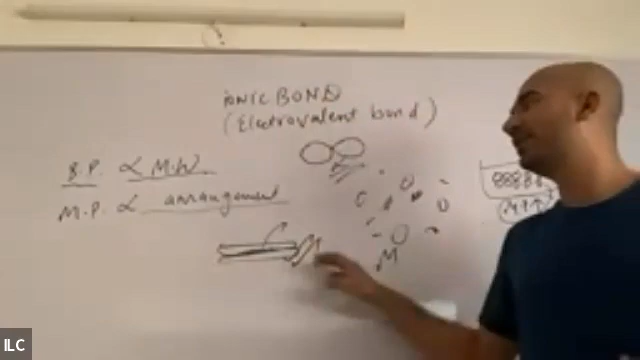 IONIC BOND
(Electrovalent bond)
B.P. ∝ M.W.
M.P. ∝ arrangement
M
ILC